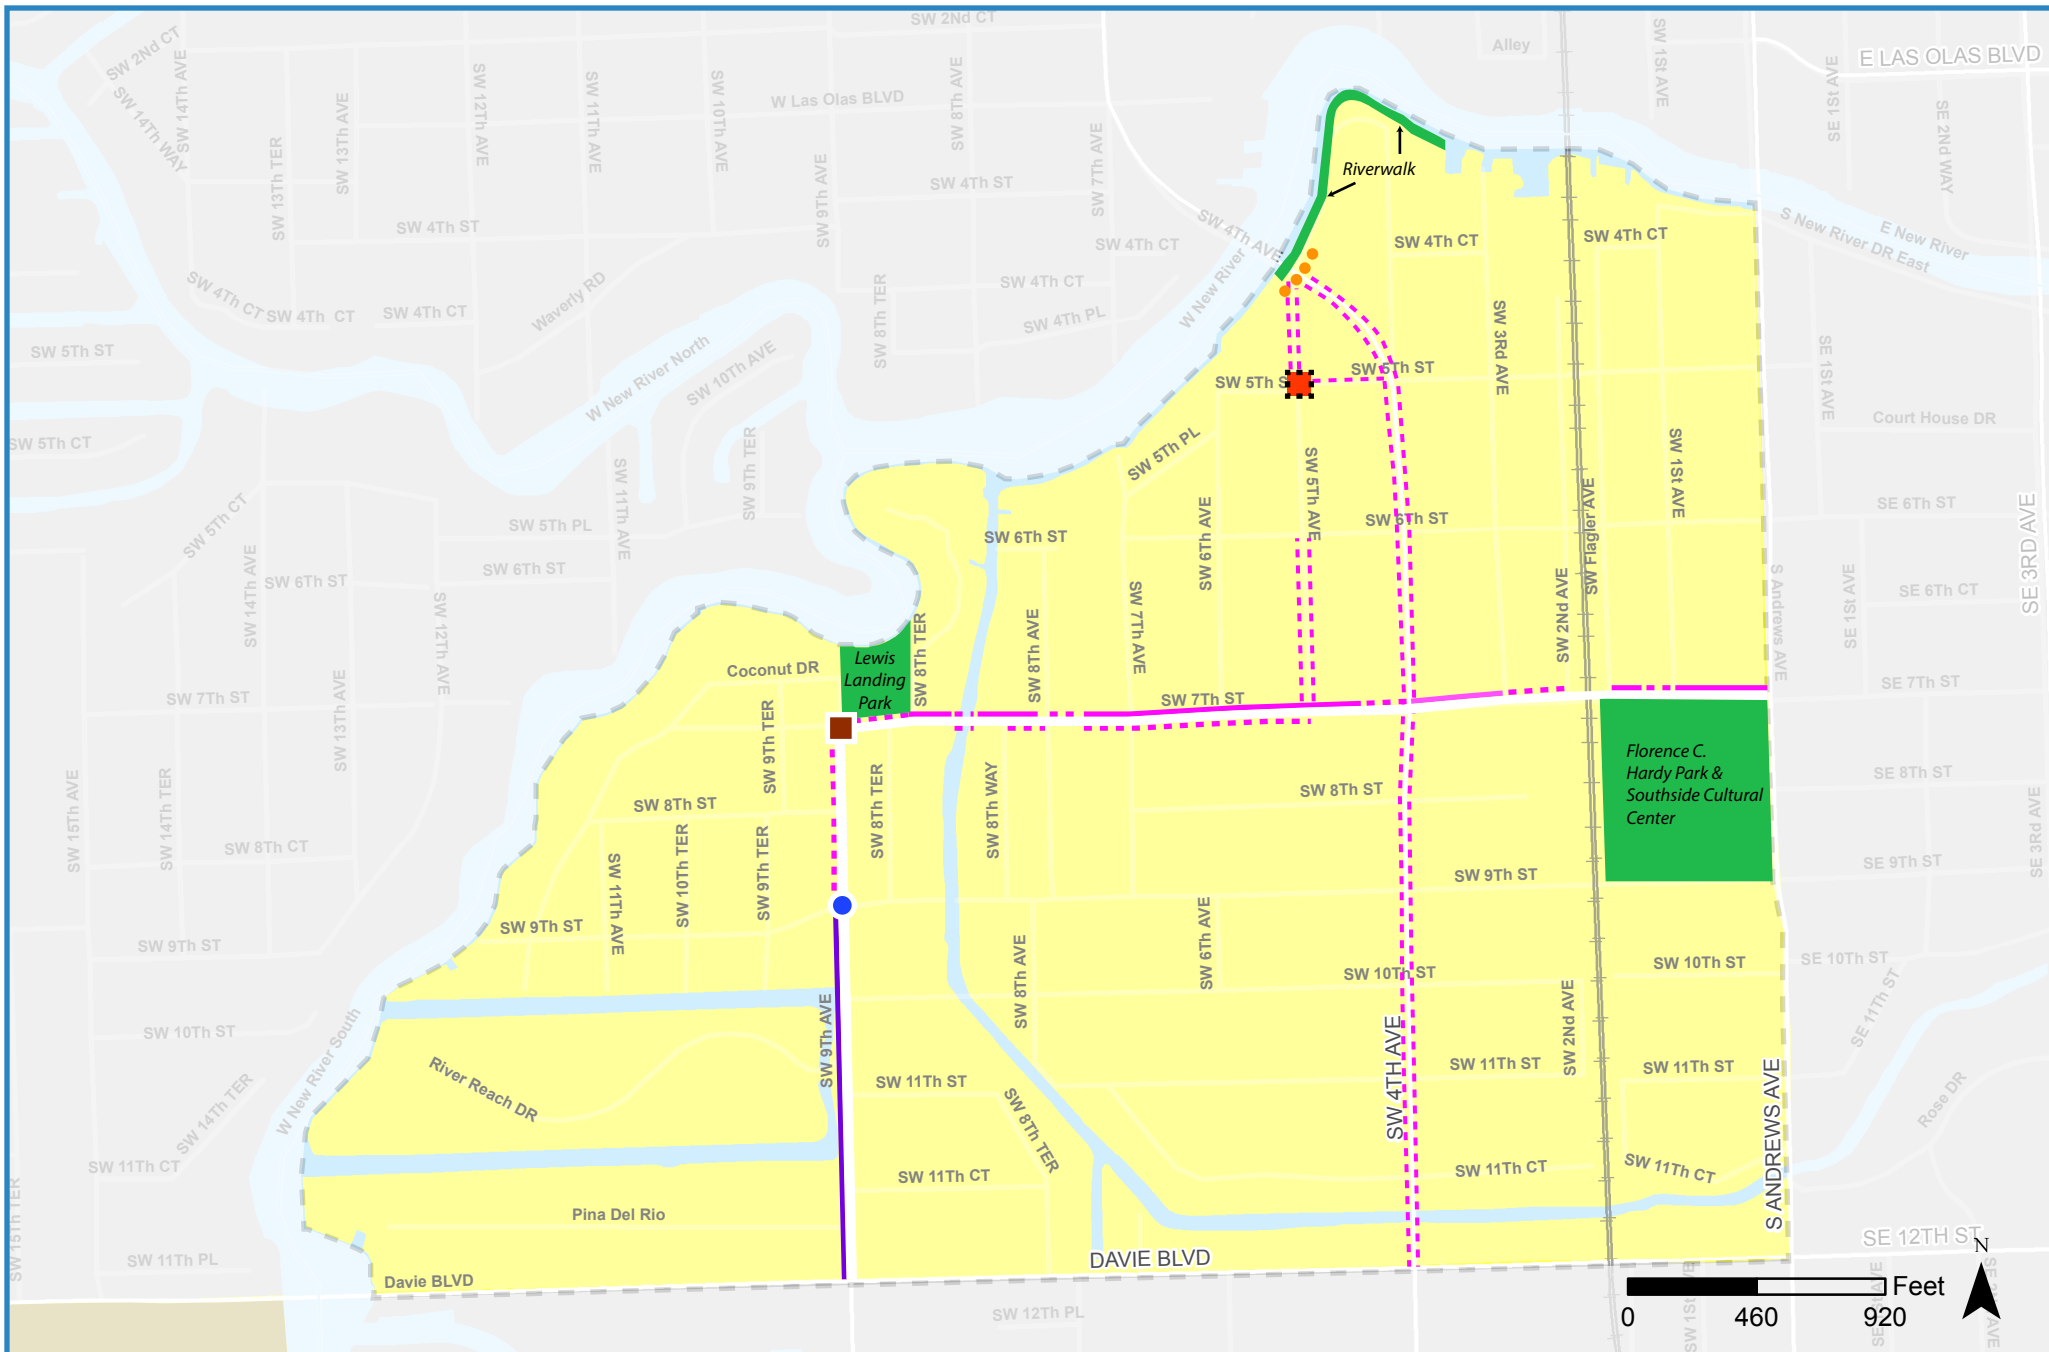 SW 2Nd CT
SW 2Nd CT
SW 14Th AVE
SW 14Th WAY
SW 12Th AVE
SW 11Th AVE
SW 10Th AVE
SW 8Th AVE
Alley
SW 1St AVE
E LAS OLAS BLVD
SE 1St AVE
SE 2Nd WAY
W Las Olas BLVD
SW 13Th AVE
SW 13Th TER
SW 9Th AVE
SW 7Th AVE
SW 4Th ST
SW 4Th ST
Riverwalk
SW 4Th AVE
SW 4Th CT
SW 4Th CT
SW 4Th CT
S New River DR East
E New River
SW 4Th CT
SW 4Th CT
SW 4Th CT
Waverly RD
SW 8Th TER
SW 4Th CT
SW 4Th PL
W New River
SW 3Rd AVE
SE 1St AVE
SW 5Th ST
W New River North
SW 10Th AVE
SW 5Th S
SW 5Th ST
Court House DR
SW 5Th CT
SW 9Th TER
SW 11Th AVE
SW 5Th PL
SW 5Th AVE
SW 1St AVE
SE 3RD AVE
SW 5Th CT
SW 5Th PL
SW 6Th ST
SW 6Th AVE
SW 6Th ST
SW Flagler AVE
SE 6Th ST
SW 14Th AVE
SW 6Th ST
SW 6Th ST
SW 12Th AVE
SW 8Th TER
SW 8Th AVE
SW 7Th AVE
SW 2Nd AVE
S Andrews AVE
SE 1St AVE
SE 6Th CT
Coconut DR
Lewis
Landing
Park
SW 7Th ST
SW 13Th AVE
SW 7Th ST
SE 7Th ST
SW 9Th TER
Florence C.
Hardy Park &
Southside Cultural
Center
SW 15Th AVE
SW 14Th TER
SW 8Th ST
SW 8Th TER
SW 8Th WAY
SW 8Th ST
SE 8Th ST
SE 3Rd AVE
SW 8Th CT
SW 11Th AVE
SW 10Th TER
SW 9Th TER
SW 9Th ST
SE 9Th ST
SW 9Th ST
SW 9Th ST
SW 8Th AVE
SW 6Th AVE
SW 10Th ST
SW 10Th ST
SE 10Th ST
SW 10Th ST
W New River South
SW 9Th AVE
SW 2Nd AVE
SE 11Th ST
River Reach DR
SW 11Th ST
SW 8Th TER
SW 4TH AVE
SW 11Th ST
SW 11Th ST
S ANDREWS AVE
Rose DR
SW 14Th TER
SW 11Th CT
SW 11Th CT
SW 11Th CT
SW 11Th CT
SW 15Th TER
Pina Del Rio
SW 11Th PL
DAVIE BLVD
SE 12TH ST
N
Davie BLVD
Feet
0 460 920
SW 12Th PL
SW 1St AVE